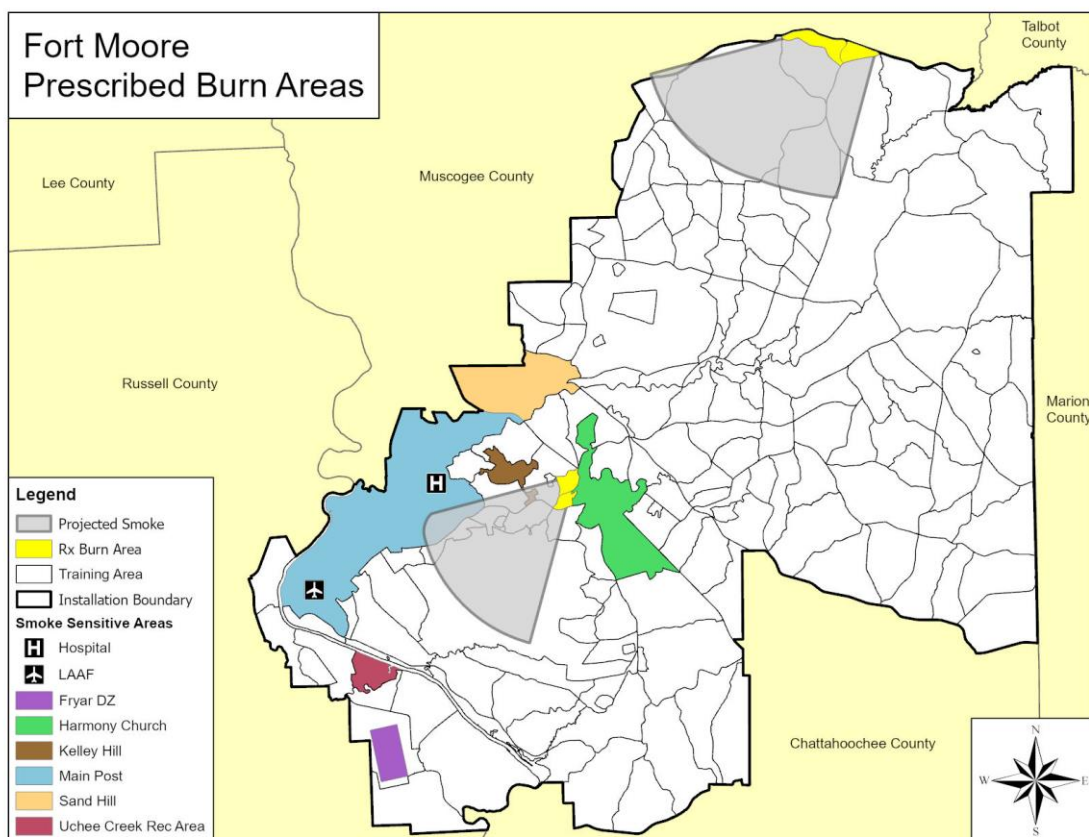 Fort Moore
Prescribed Burn Areas
Talbot
County
Lee County
Muscogee County
Russell County
Marion
County
H
Legend
Projected Smoke
Rx Burn Area
Training Area
Installation Boundary
Smoke Sensitive Areas
H Hospital
LAAF
Fryar DZ
Harmony Church
Kelley Hill
Main Post
Sand Hill
Uchee Creek Rec Area
Chattahoochee County
N
W E
S